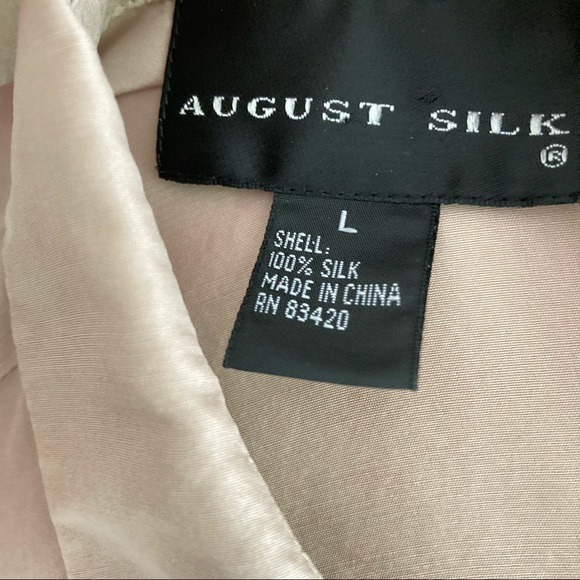 AUGUST SILK
®
L
SHELL:
100% SILK
MADE IN CHINA
RN 83420